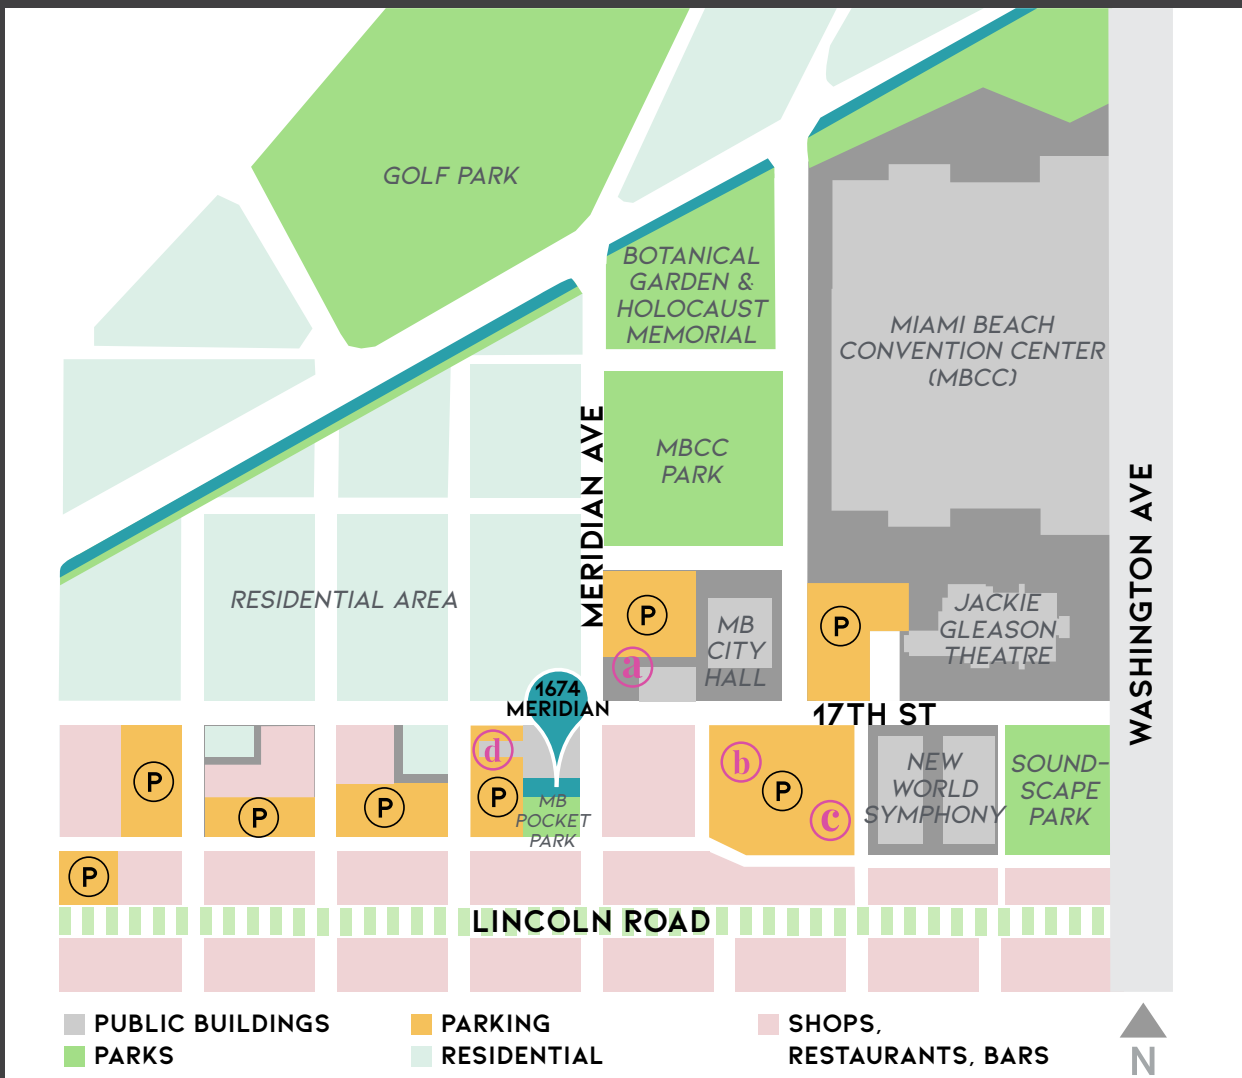 GOLF PARK
BOTANICAL
GARDEN &
HOLOCAUST
MEMORIAL
MIAMI BEACH
CONVENTION CENTER
(MBCC)
MERIDIAN AVE
MBCC
PARK
WASHINGTON AVE
RESIDENTIAL AREA
P
MB
CITY
HALL
a
P
JACKIE
GLEASON
THEATRE
1674
MERIDIAN
17TH ST
P
P
P
d
P
MB
POCKET
PARK
b
P
c
NEW
WORLD
SYMPHONY
SOUND-
SCAPE
PARK
P
LINCOLN ROAD
PUBLIC BUILDINGS
PARKS
PARKING
RESIDENTIAL
SHOPS,
RESTAURANTS, BARS
N